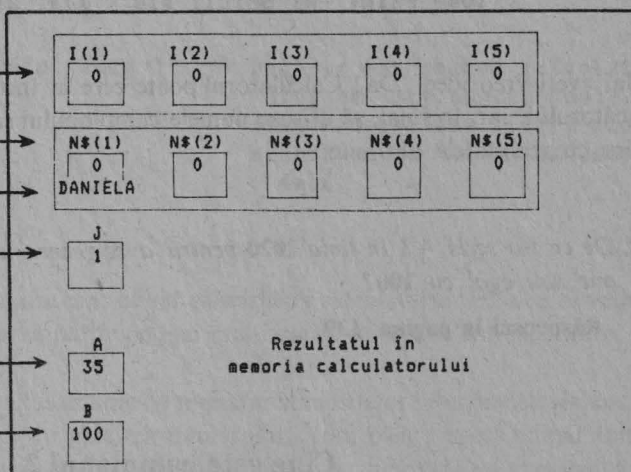 I(1) I(2) I(3) I(4) I(5)
0 0 0 0 0
N$(1) N$(2) N$(3) N$(4) N$(5)
0 0 0 0 0
DANIELA
J
1
A
35
Rezultatul în
memoria calculatorului
B
100